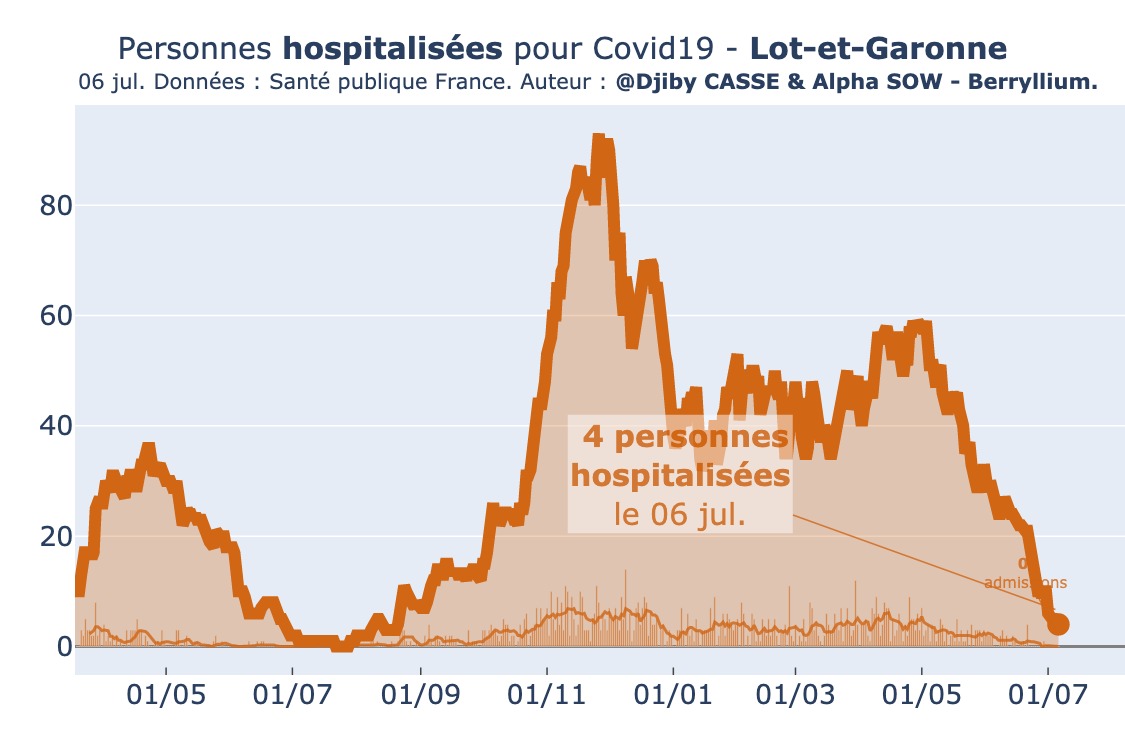 Personnes hospitalisées pour Covid19 - Lot-et-Garonne
06 jul. Données : Santé publique France. Auteur : @Djiby CASSE & Alpha SOW - Berryllium.
80
60
40
20
0
4 personnes
hospitalisées
le 06 jul.
0
admissions
01/05
01/07
01/09
01/11
01/01
01/03
01/05
01/07